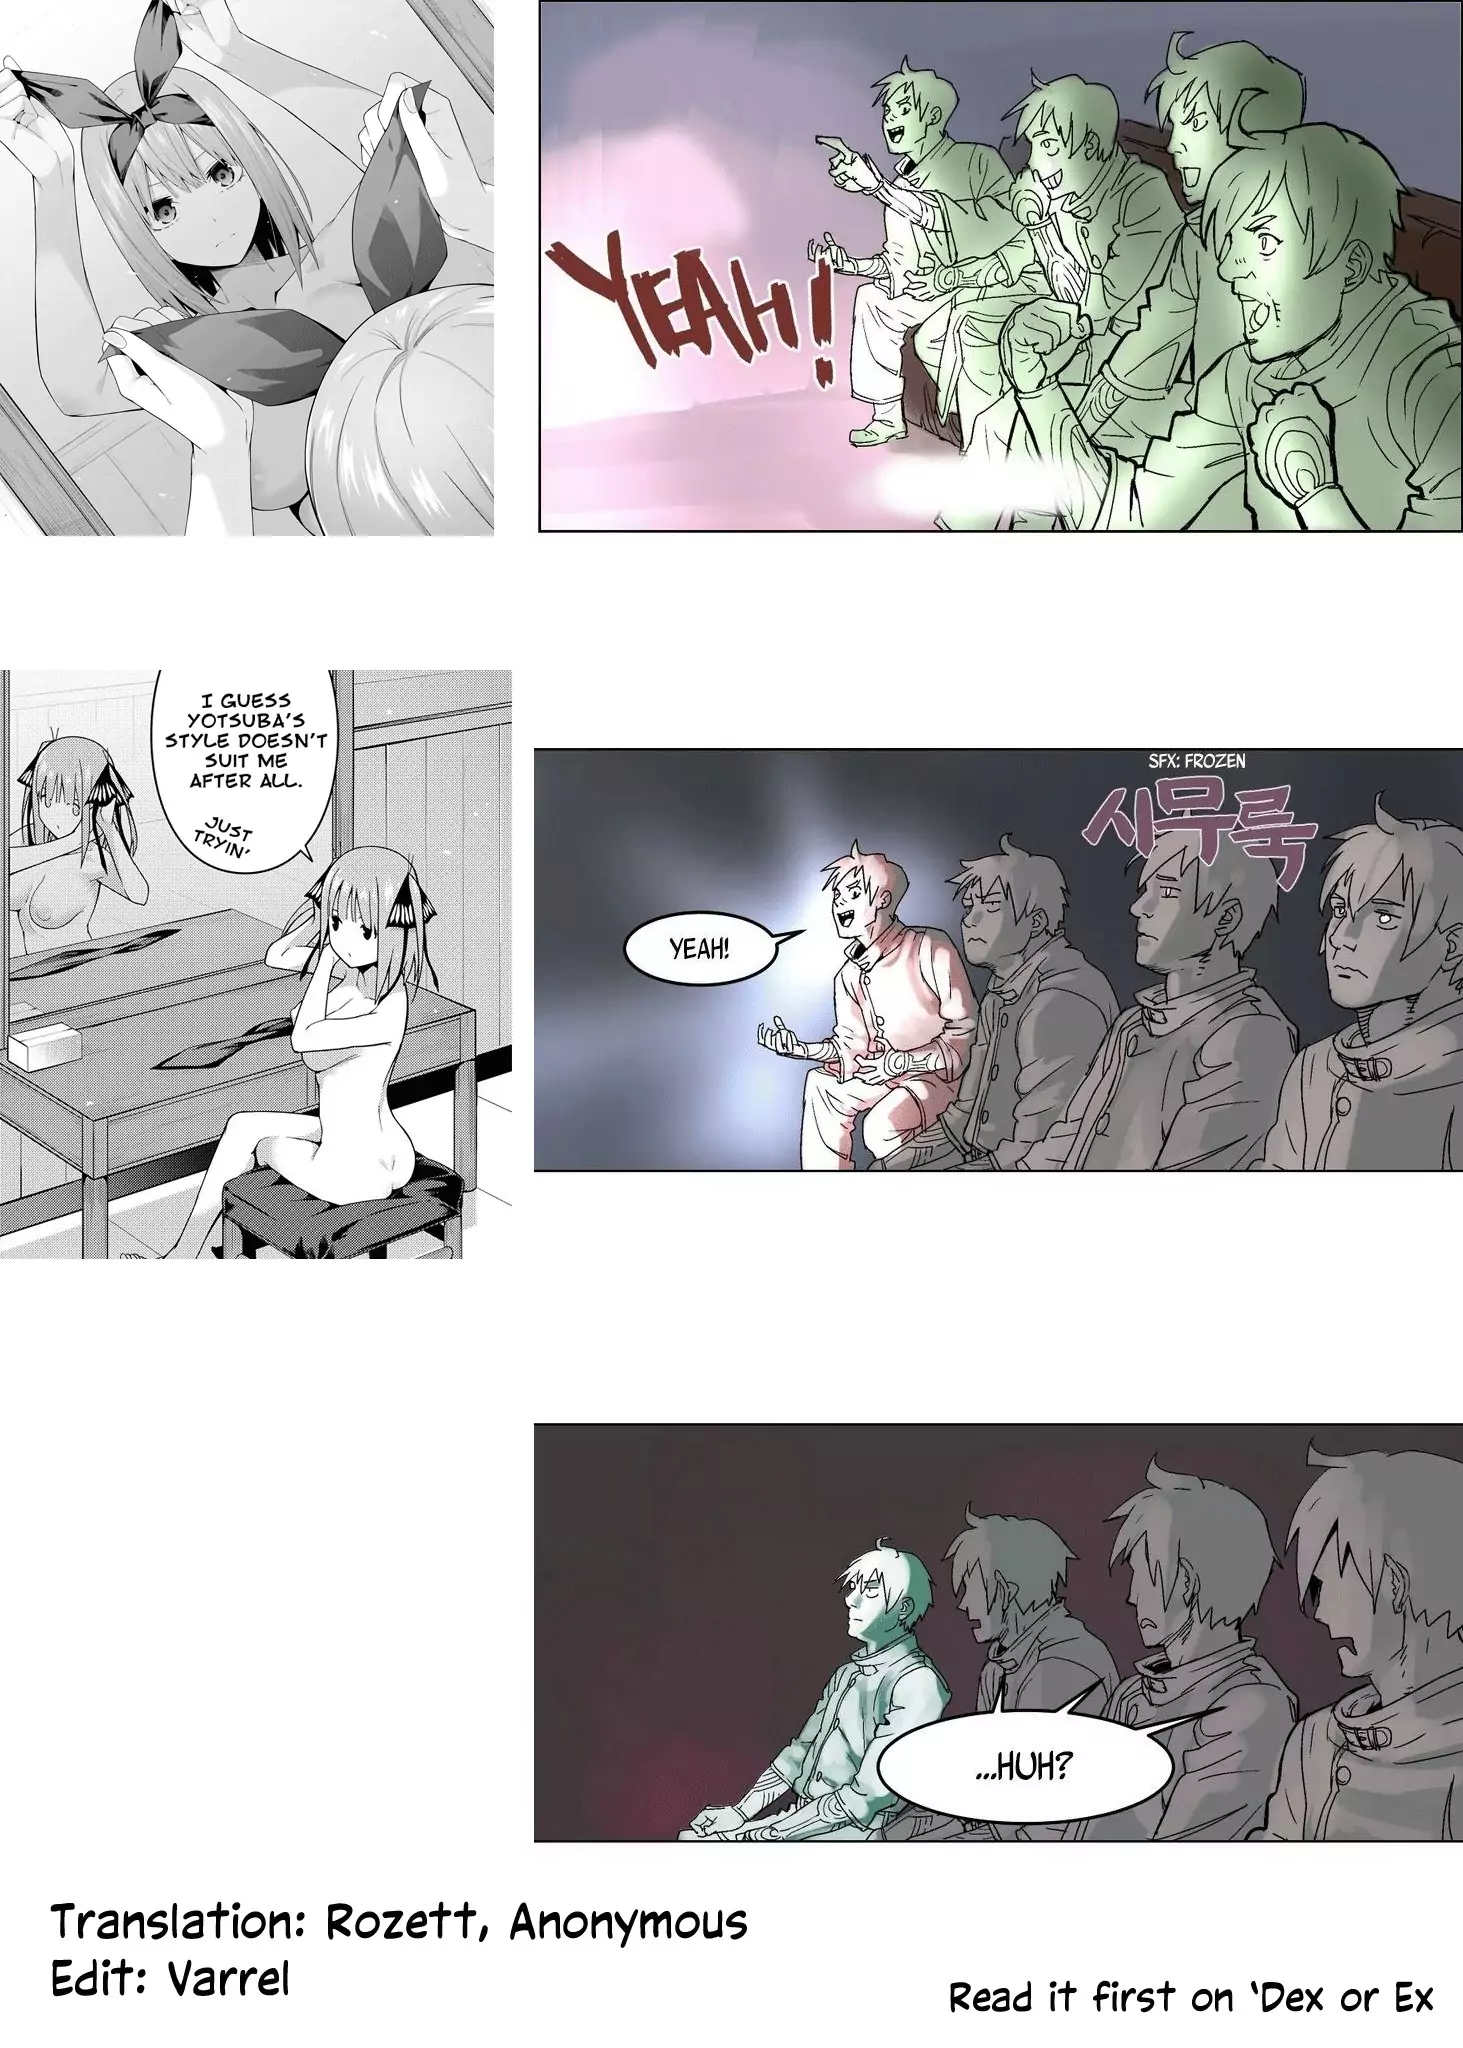 YEAH!
I GUESS
YOTSUBA'S
STYLE DOESN'T
SUIT ME
AFTER ALL.
JUST
TRYIN'
SFX: FROZEN
시무룩
YEAH!
...HUH?
Translation: Rozett, Anonymous
Edit: Varrel
Read it first on 'Dex or Ex